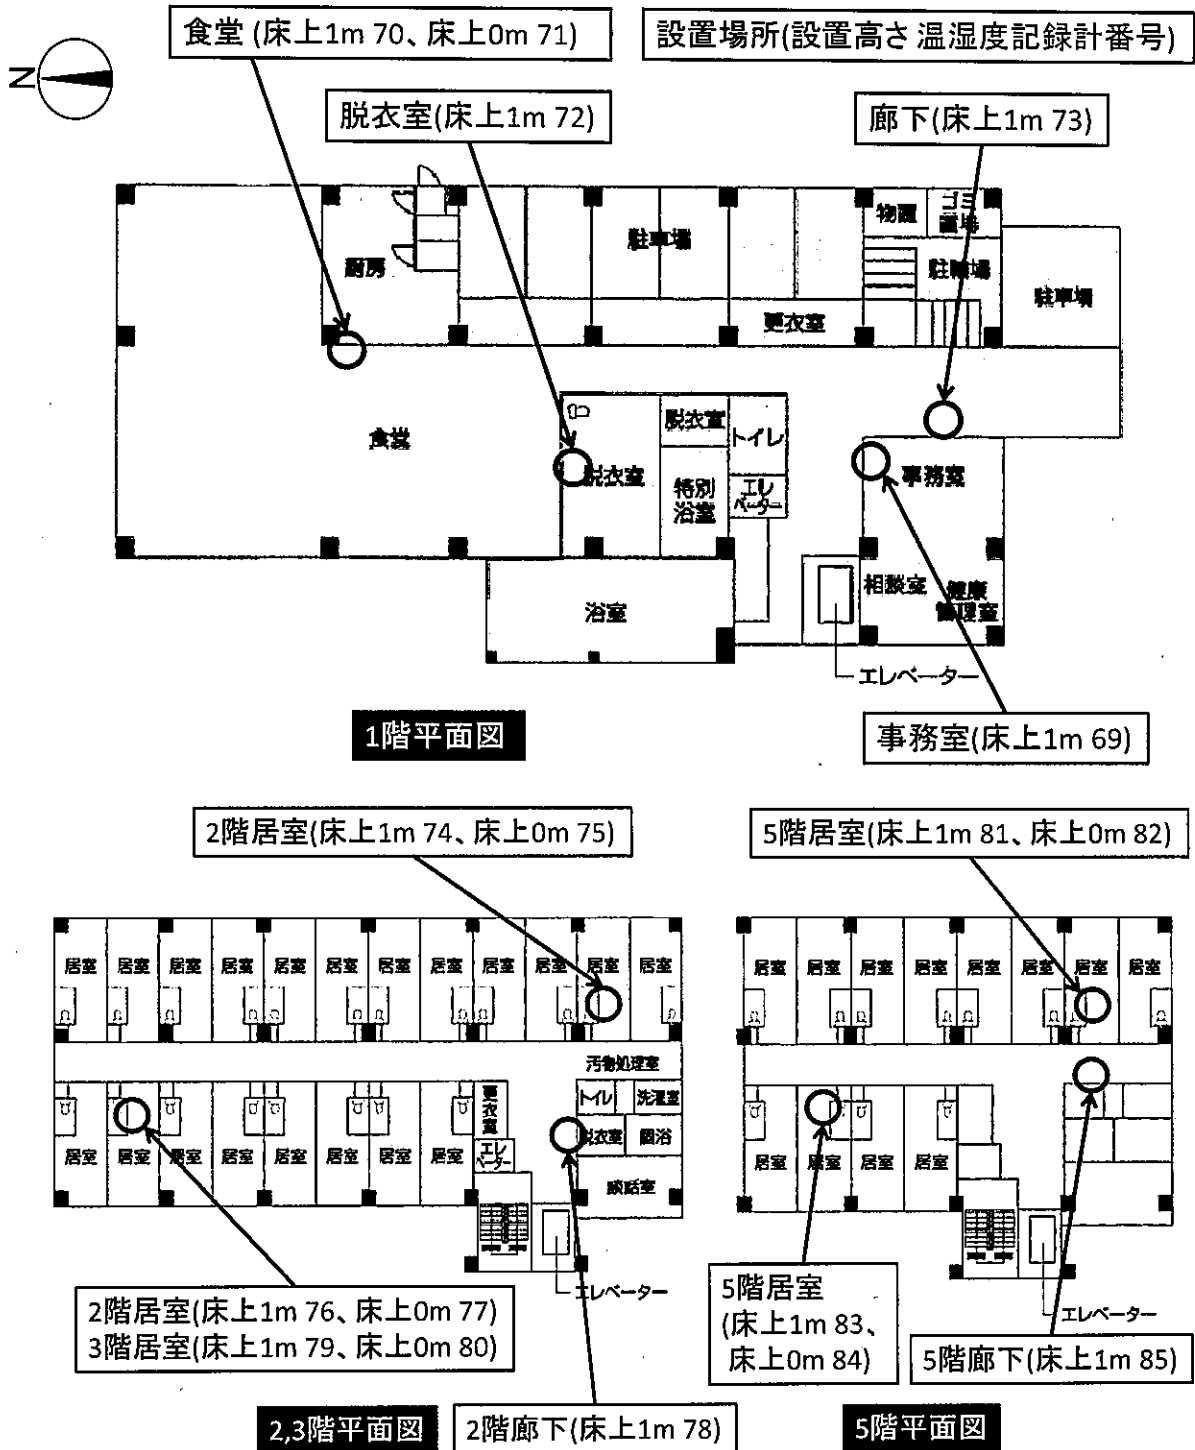 食堂 (床上1m 70、床上0m 71)
設置場所(設置高さ 温湿度記録計番号)
N
脱衣室(床上1m 72)
廊下(床上1m 73)
物置
ゴミ
置場
駐車場
厨房
駐輪場
駐車場
更衣室
食堂
脱衣室
トイレ
脱衣室
特別
浴室
エレ
ベーター
事務室
相談室
健康
管理室
浴室
エレベーター
1階平面図
事務室(床上1m 69)
2階居室(床上1m 74、床上0m 75)
5階居室(床上1m 81、床上0m 82)
居室 居室 居室 居室 居室 居室 居室 居室 居室 居室 居室 居室
居室 居室 居室 居室 居室 居室 居室 居室
汚物処理室
更衣室
トイレ
洗濯室
エレ
ベーター
脱衣室
個浴
居室 居室 居室 居室 居室 居室 居室 居室
居室 居室 居室 居室
談話室
エレベーター
エレベーター
2階居室(床上1m 76、床上0m 77)
3階居室(床上1m 79、床上0m 80)
5階居室
(床上1m 83、
床上0m 84)
5階廊下(床上1m 85)
2,3階平面図
2階廊下(床上1m 78)
5階平面図